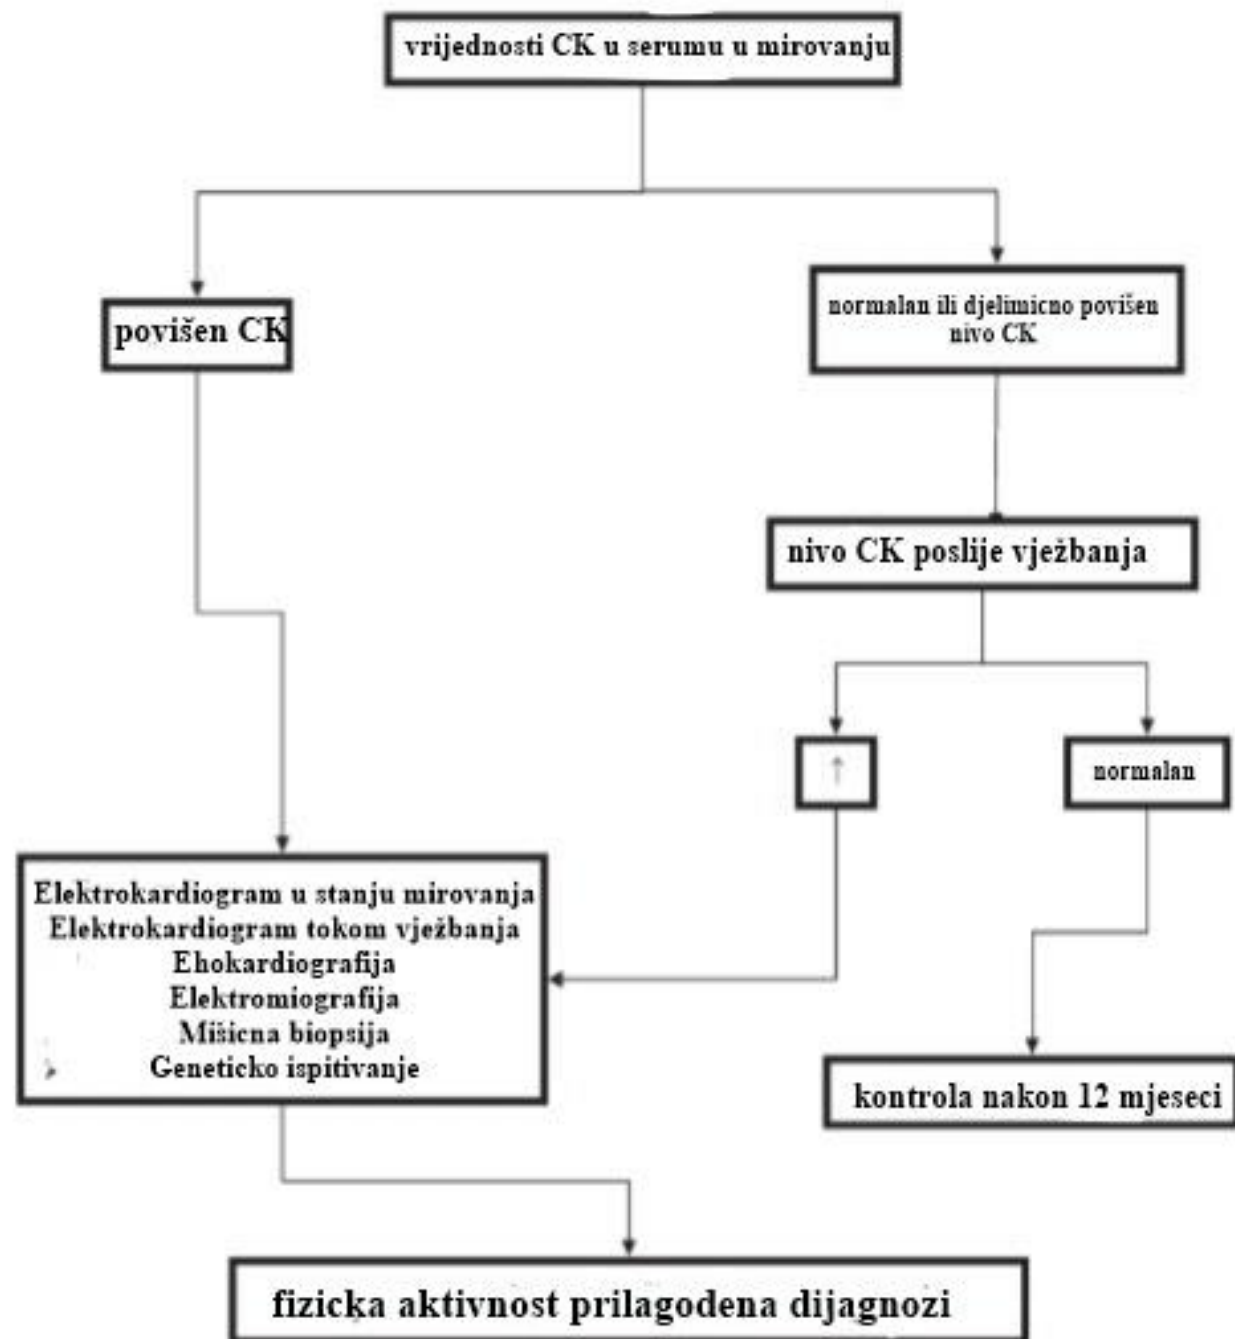 vrijednosti CK u serumu u mirovanju
povišen CK
normalan ili djelimicno povišen
nivo CK
nivo CK poslije vježbanja
↑
normalan
Elektrokardiogram u stanju mirovanja
Elektrokardiogram tokom vježbanja
Ehokardiografija
Elektromiografija
Mišicna biopsija
Geneticko ispitivanje
kontrola nakon 12 mjeseci
fizicka aktivnost prilagodena dijagnozi